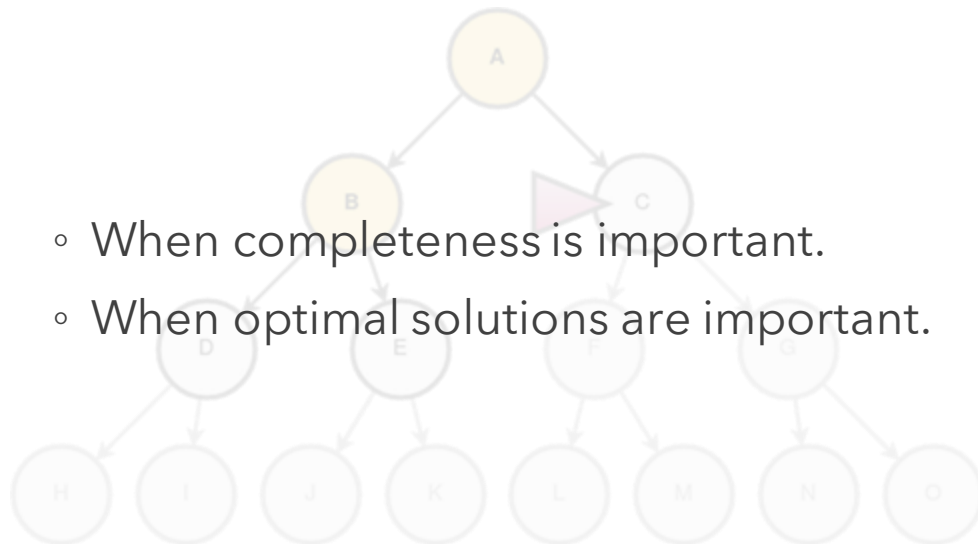 A
B
C
◦ When completeness is important.
◦ When optimal solutions are important.
D
E
F
G
H
I
J
K
L
M
N
O